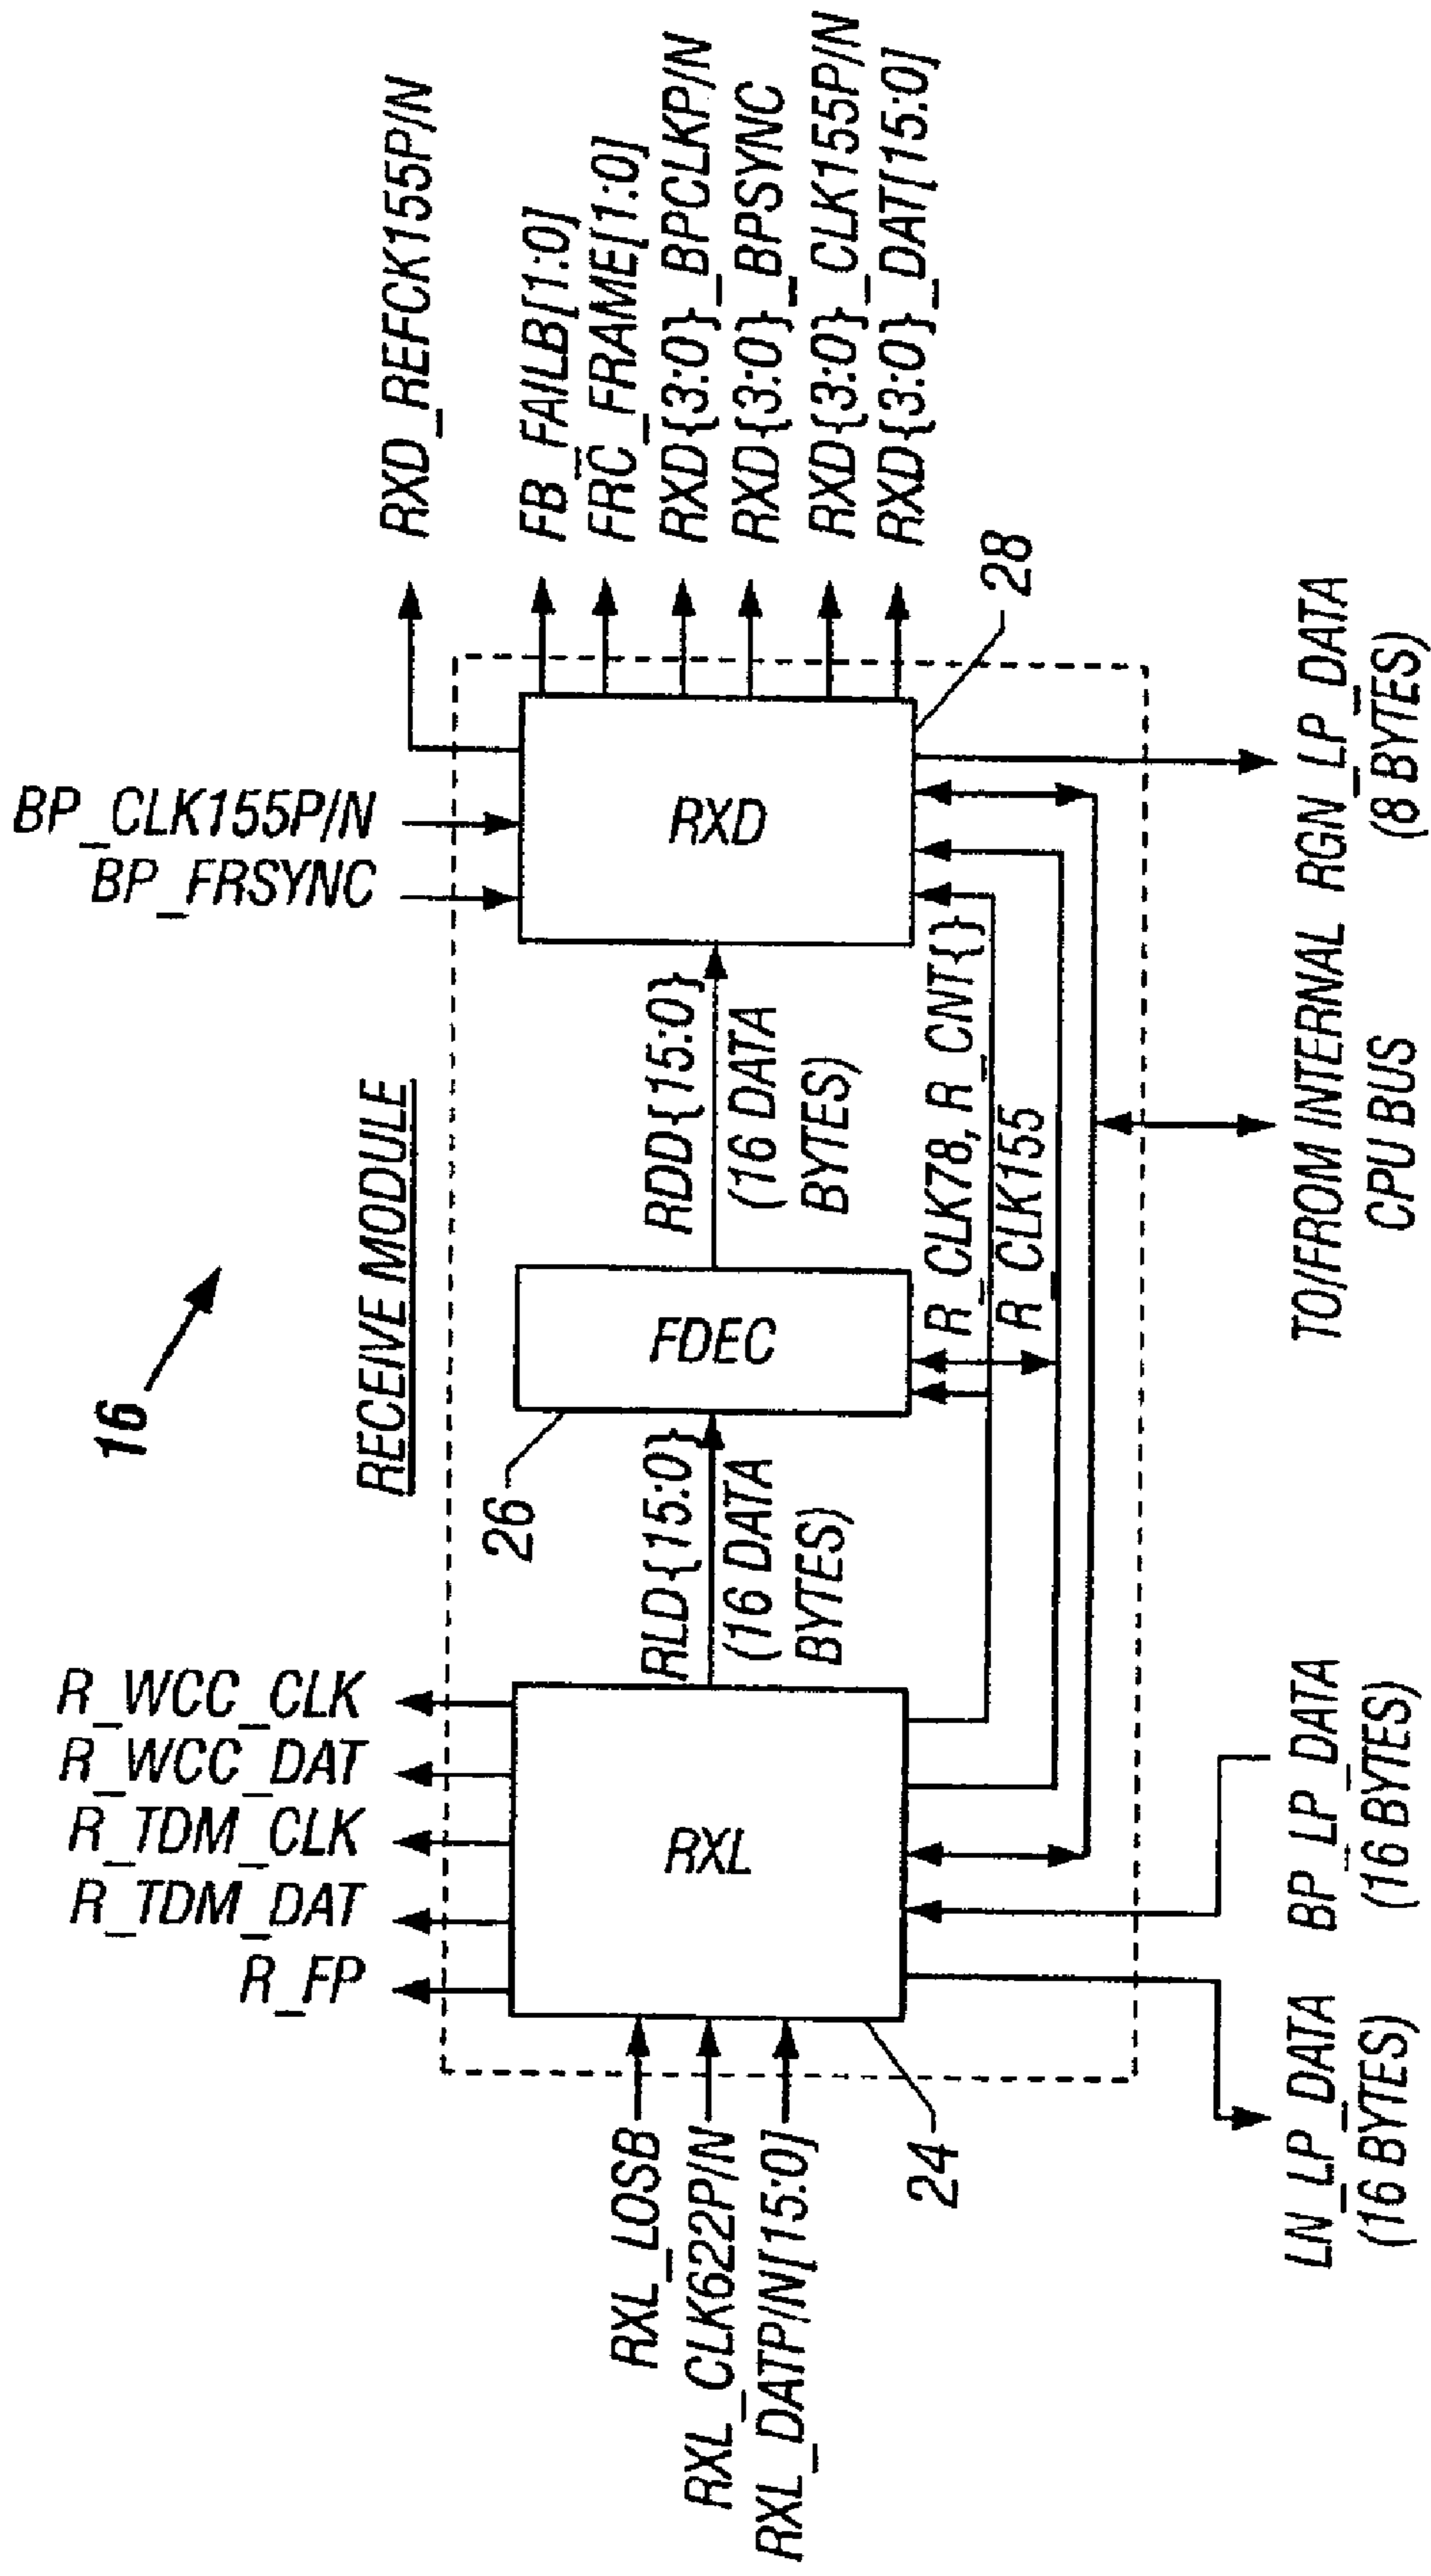 16
RECEIVE MODULE
R_FP
R_TDM_DAT
R_TDM_CLK
R_WCC_DAT
R_WCC_CLK
BP_FRSYNC
BP_CLK155P/N
RXD_REFCK155P/N
RXL_LOSB
RXL_CLK622P/N
RXL_DATP/N[15:0]
24
RXL
RLD{15:0}
(16 DATA
BYTES)
26
FDEC
RDD{15:0}
(16 DATA
BYTES)
R_CLK78, R_CNT{}
R_CLK155
RXD
28
FB_FAILB[1:0]
FRC_FRAME[1:0]
RXD{3:0}_BPCLKP/N
RXD{3:0}_BPSYNC
RXD{3:0}_CLK155P/N
RXD{3:0}_DAT[15:0]
LN_LP_DATA
(16 BYTES)
BP_LP_DATA
(16 BYTES)
TO/FROM INTERNAL
CPU BUS
RGN_LP_DATA
(8 BYTES)